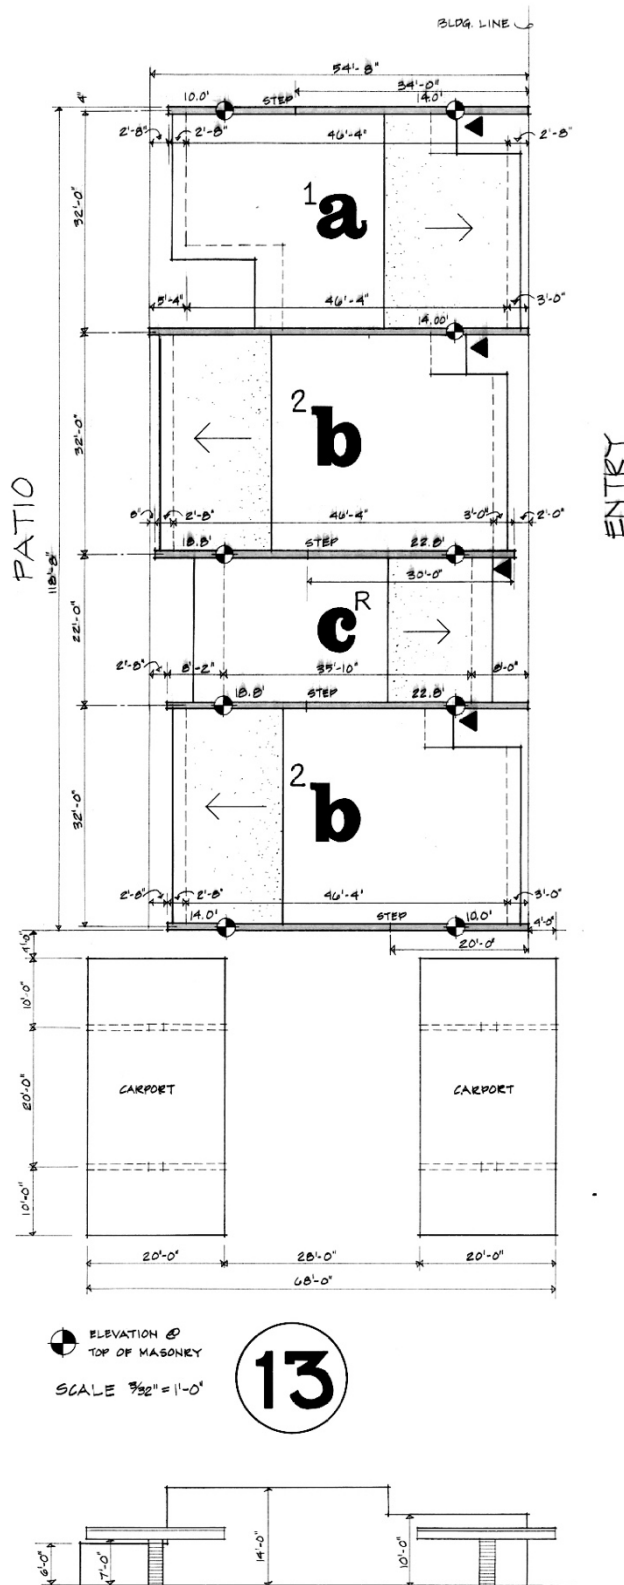 BLDG. LINE
54'-8"
34'-0"
4"
10.0' STEP 14.0'
2'-8" 2'-8" 46'-4" 2'-8"
32'-0"
1a
5'-4" 46'-4" 3'-0"
14.00'
32'-0"
2b
PATIO
ENTRY
118'-8"
8" 2'-8" 46'-4" 3'-0" 2'-0"
18.8' STEP 22.8'
30'-0"
22'-0"
cR
2'-8" 8'-2" 35'-10" 8'-0"
18.8' STEP 22.8'
32'-0"
2b
2'-8" 2'-8" 46'-4" 3'-0"
14.0' STEP 10.0'
4'-0" 20'-0" 4'-0"
10'-0"
20'-0" CARPORT CARPORT
10'-0"
20'-0" 28'-0" 20'-0"
68'-0"
ELEVATION @
TOP OF MASONRY
SCALE 3/32" = 1'-0"
13
6'-0" 7'-0" 14'-0" 10'-0"